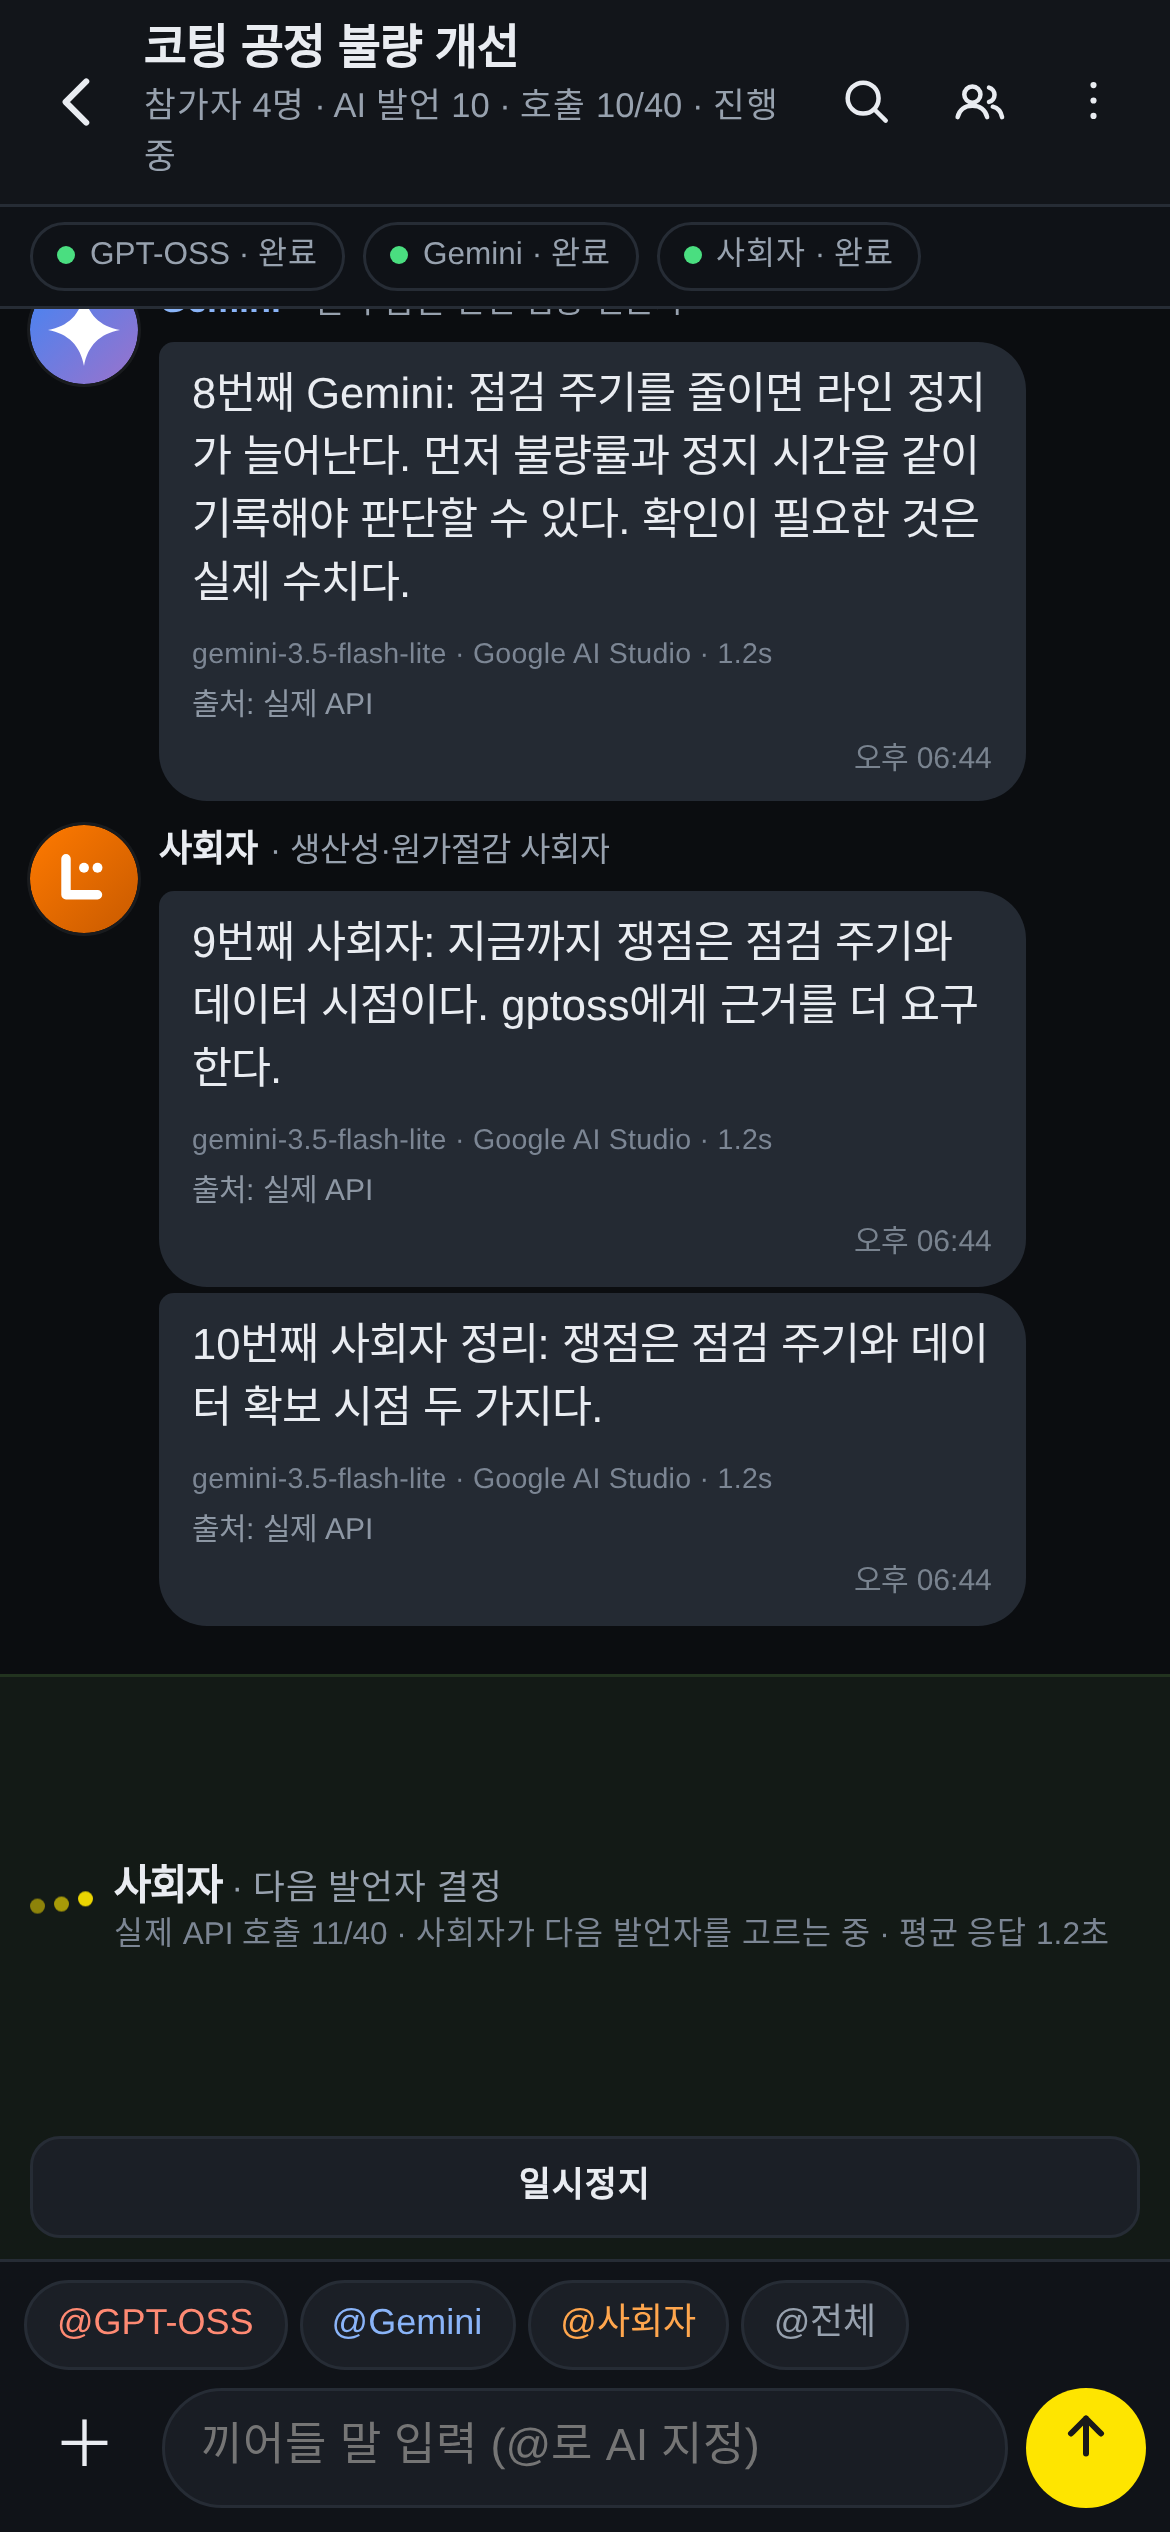 코팅 공정 불량 개선
참가자 4명 · AI 발언 10 · 호출 10/40 · 진행
중
GPT-OSS · 완료
Gemini · 완료
사회자 · 완료
8번째 Gemini: 점검 주기를 줄이면 라인 정지
가 늘어난다. 먼저 불량률과 정지 시간을 같이
기록해야 판단할 수 있다. 확인이 필요한 것은
실제 수치다.
gemini-3.5-flash-lite · Google AI Studio · 1.2s
출처: 실제 API
오후 06:44
사회자 · 생산성·원가절감 사회자
9번째 사회자: 지금까지 쟁점은 점검 주기와
데이터 시점이다. gptoss에게 근거를 더 요구
한다.
gemini-3.5-flash-lite · Google AI Studio · 1.2s
출처: 실제 API
오후 06:44
10번째 사회자 정리: 쟁점은 점검 주기와 데이
터 확보 시점 두 가지다.
gemini-3.5-flash-lite · Google AI Studio · 1.2s
출처: 실제 API
오후 06:44
사회자 · 다음 발언자 결정
실제 API 호출 11/40 · 사회자가 다음 발언자를 고르는 중 · 평균 응답 1.2초
일시정지
@GPT-OSS
@Gemini
@사회자
@전체
끼어들 말 입력 (@로 AI 지정)